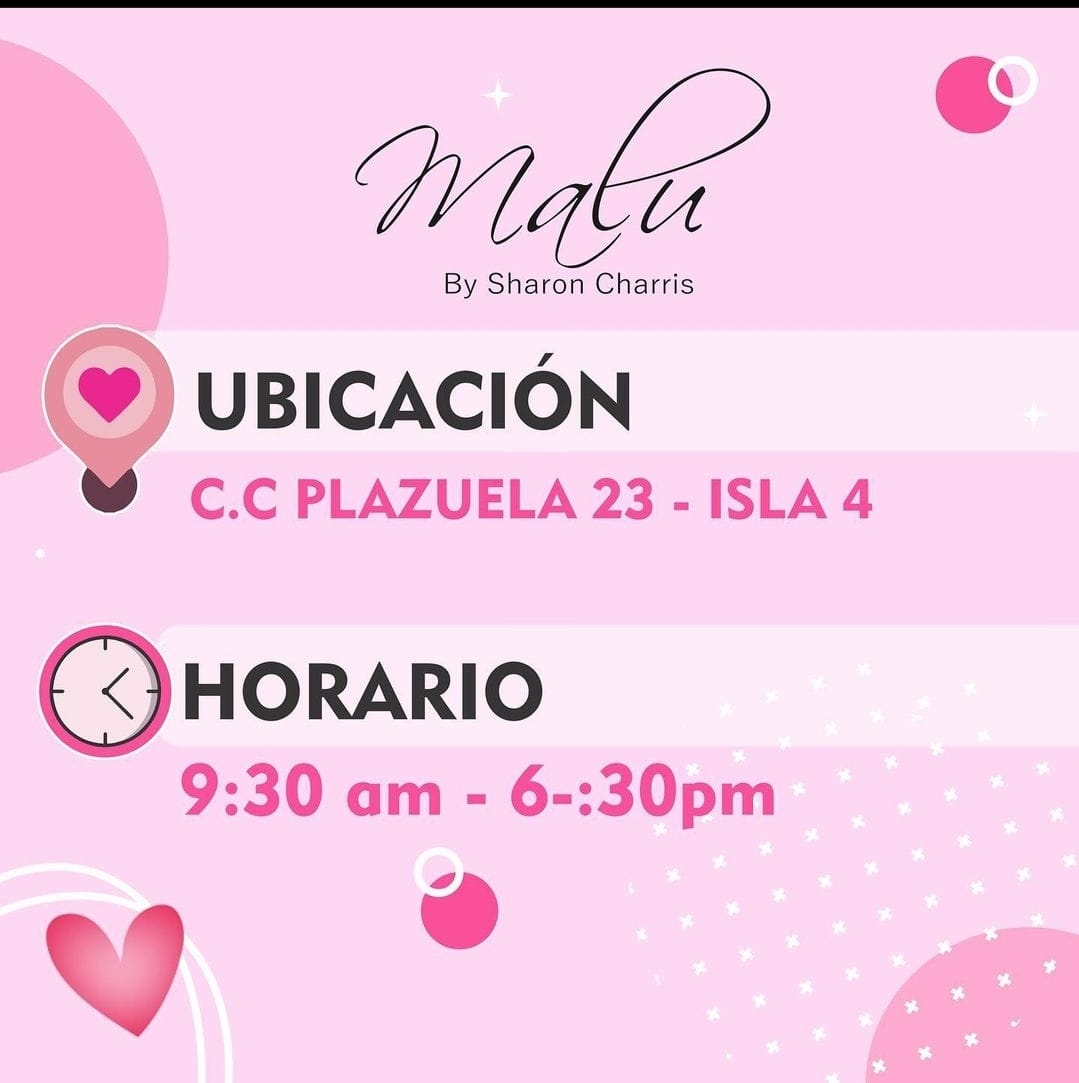 Malu
By Sharon Charris
UBICACIÓN
C.C PLAZUELA 23 - ISLA 4
HORARIO
9:30 am - 6-:30pm